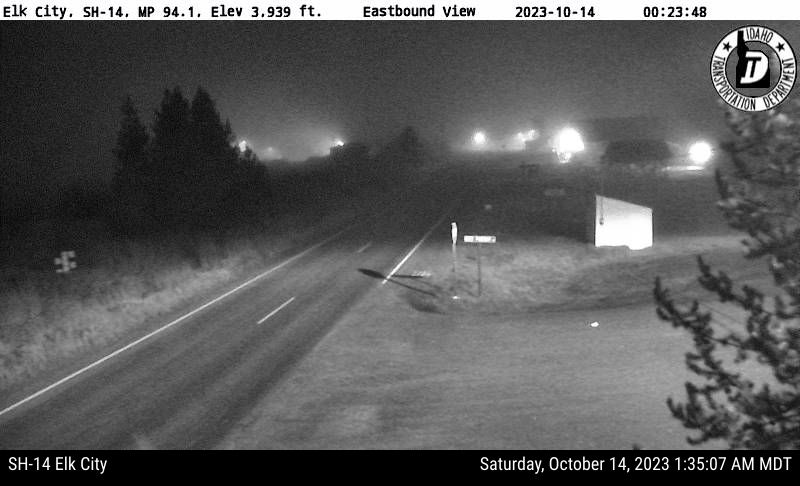 Elk City, SH-14, MP 94.1, Elev 3,939 ft. Eastbound View 2023-10-14 00:23:48
IDAHO
TRANSPORTATION DEPARTMENT
SH-14 Elk City Saturday, October 14, 2023 1:35:07 AM MDT